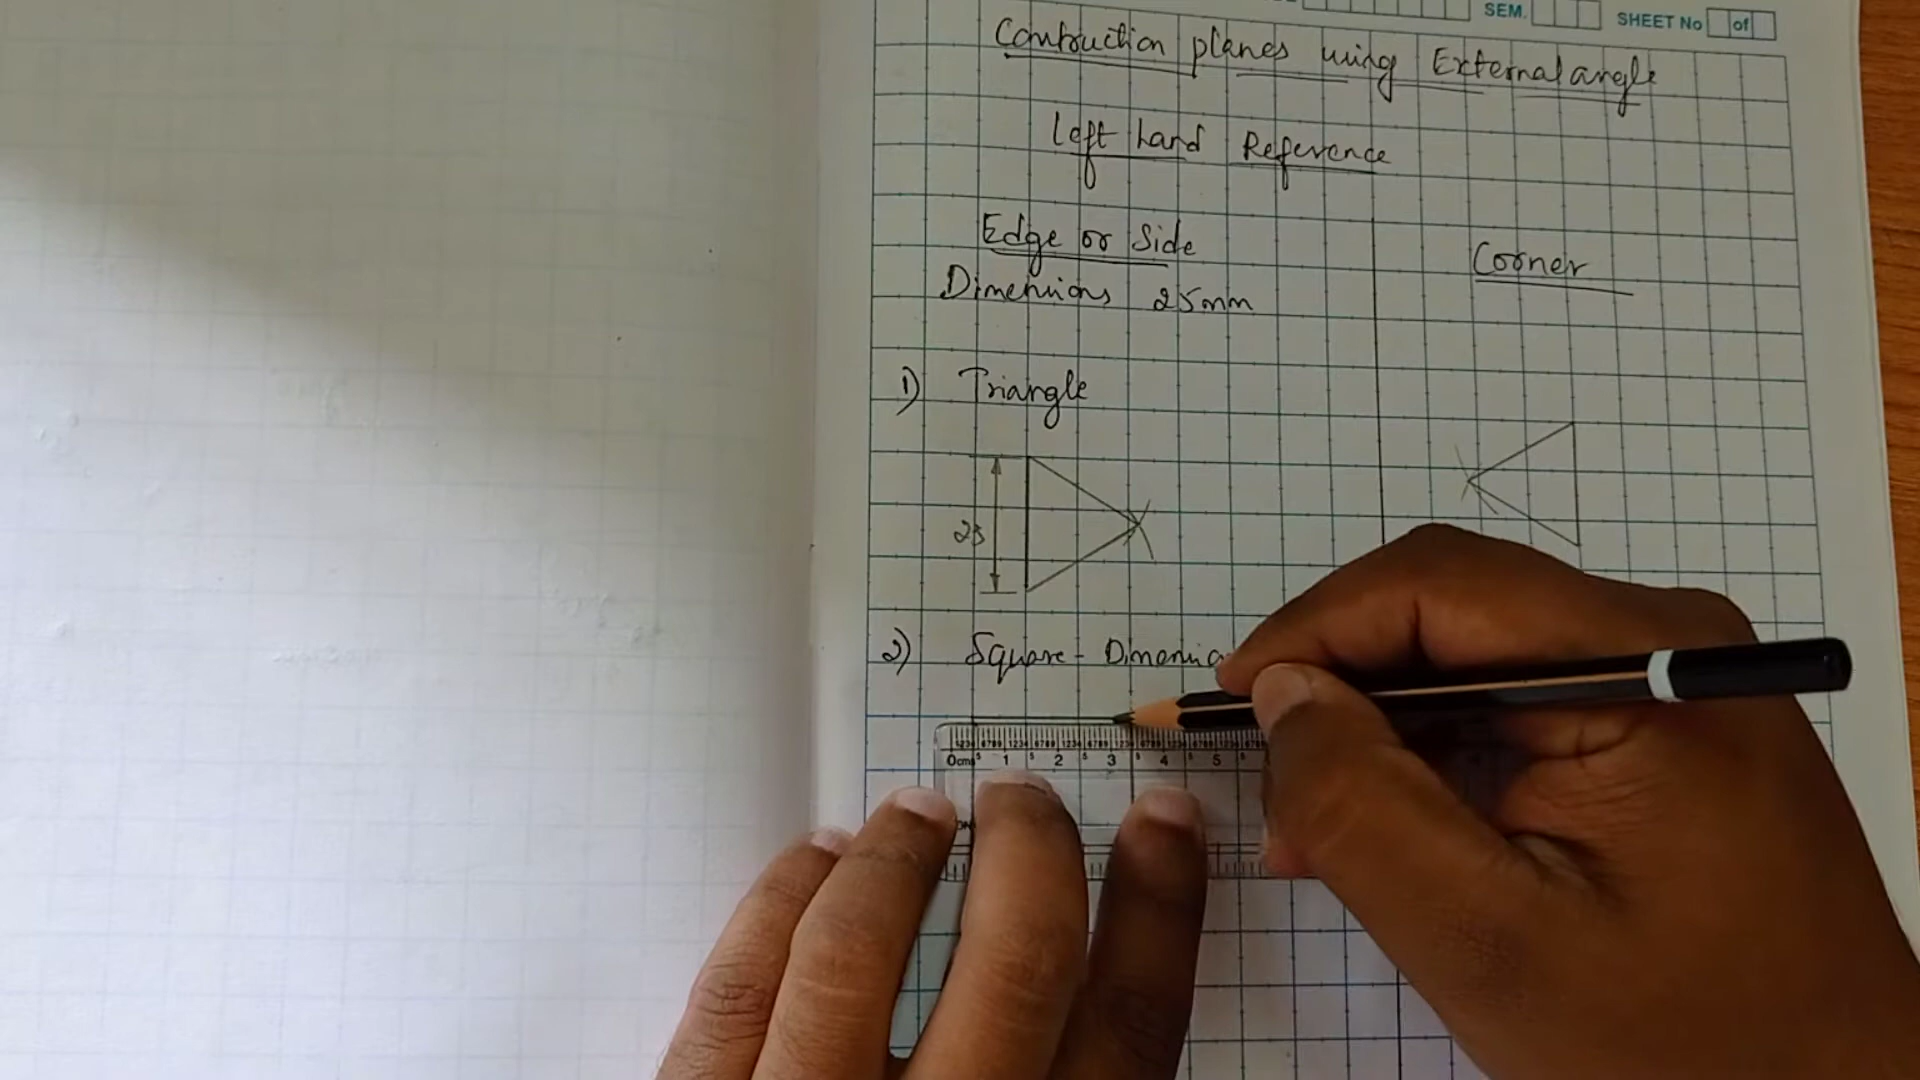 SEM. SHEET No of
Contruction planes using External angle
Left hand Reference
Edge or Side
Corner
Dimensions 25mm
1) Triangle
25
2) Square - Dimensio
0cm 1 2 3 4 5